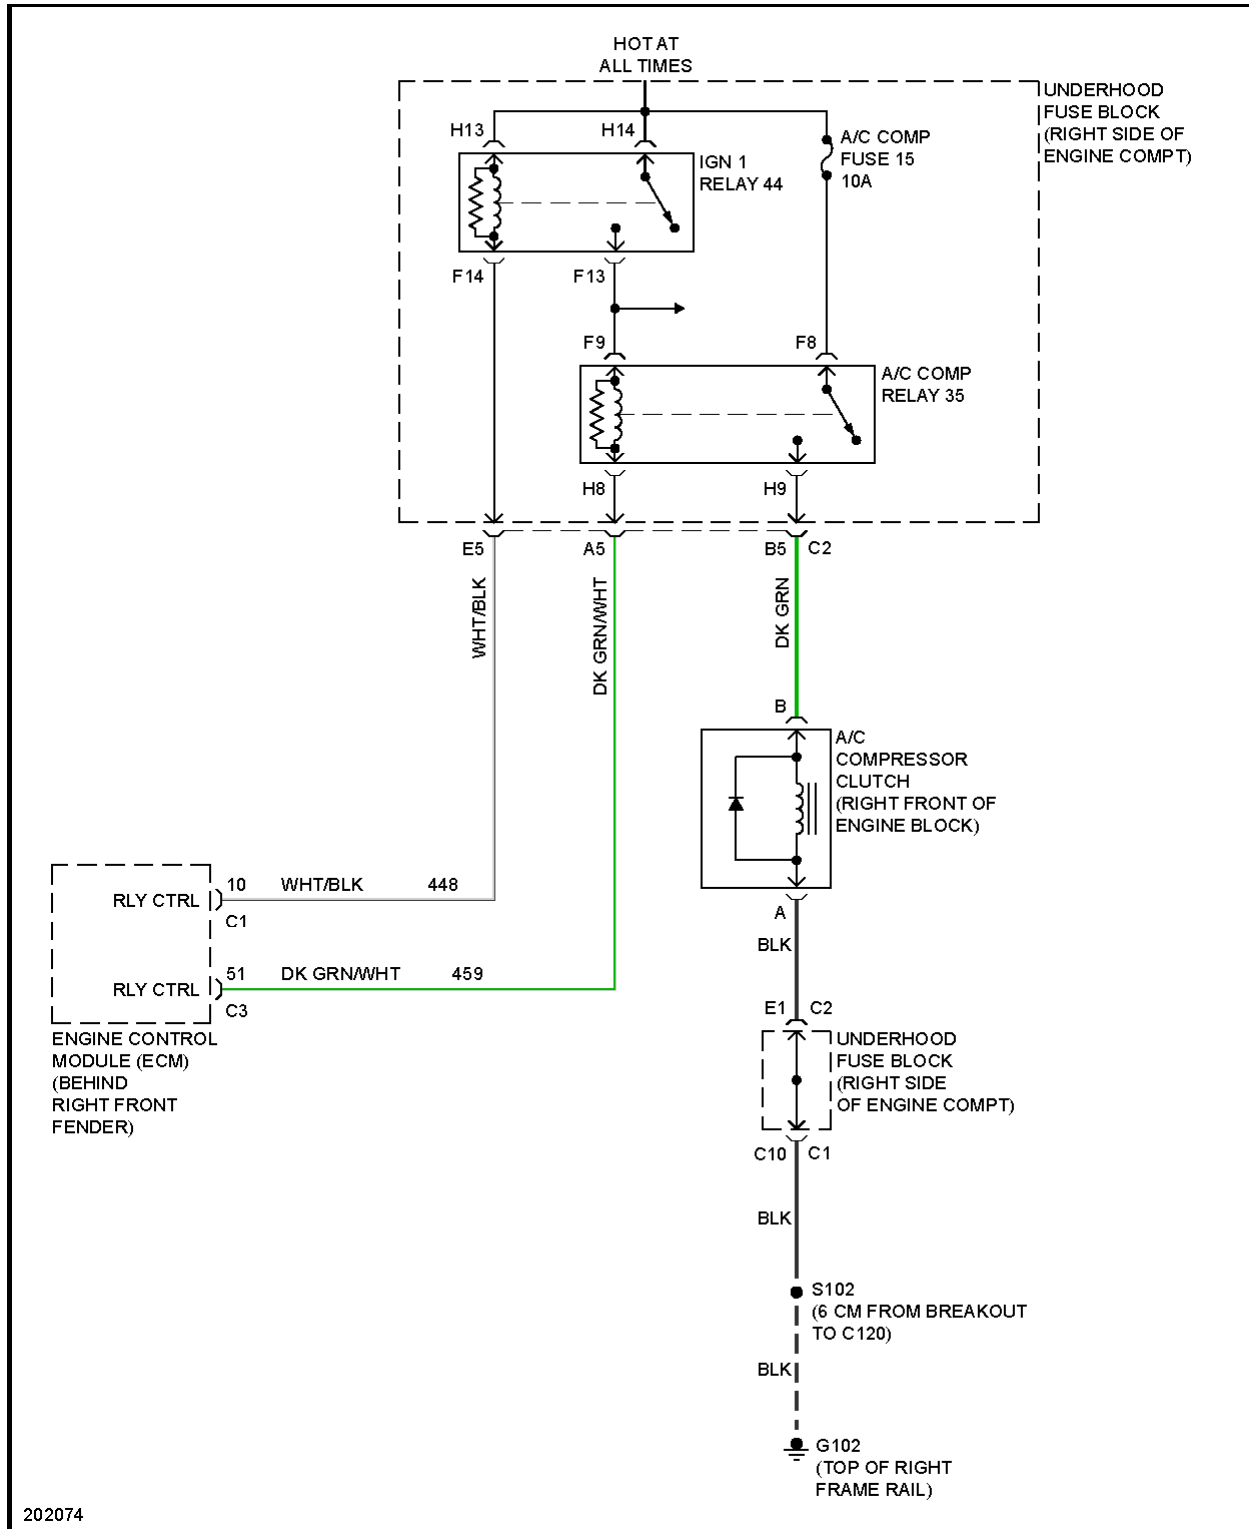 HOT AT
ALL TIMES
UNDERHOOD
FUSE BLOCK
(RIGHT SIDE OF
ENGINE COMPT)
H13
H14
A/C COMP
FUSE 15
10A
IGN 1
RELAY 44
F14
F13
F9
F8
A/C COMP
RELAY 35
H8
H9
E5
A5
B5
C2
WHT/BLK
DK GRN/WHT
DK GRN
B
A/C
COMPRESSOR
CLUTCH
(RIGHT FRONT OF
ENGINE BLOCK)
A
BLK
RLY CTRL
10
WHT/BLK
448
C1
RLY CTRL
51
DK GRN/WHT
459
C3
ENGINE CONTROL
MODULE (ECM)
(BEHIND
RIGHT FRONT
FENDER)
E1
C2
UNDERHOOD
FUSE BLOCK
(RIGHT SIDE
OF ENGINE COMPT)
C10
C1
BLK
S102
(6 CM FROM BREAKOUT
TO C120)
BLK
G102
(TOP OF RIGHT
FRAME RAIL)
202074